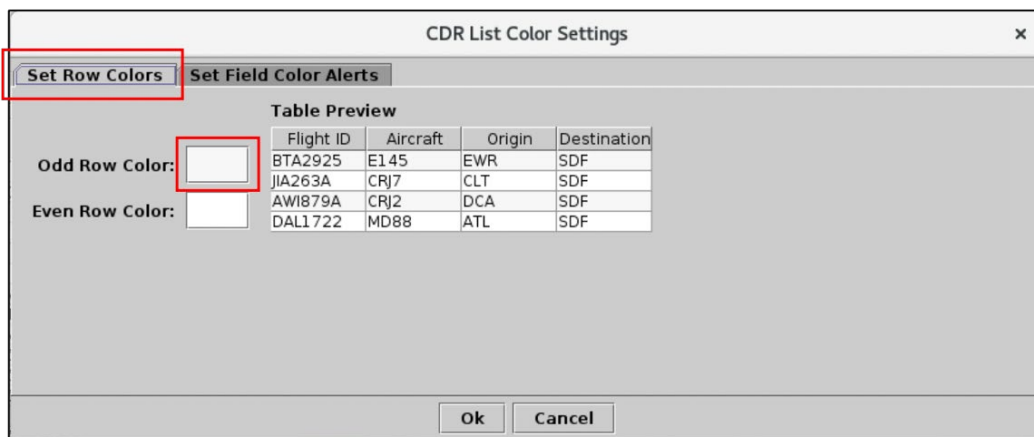 CDR List Color Settings ×
Set Row Colors Set Field Color Alerts
Table Preview
Flight ID Aircraft Origin Destination
BTA2925 E145 EWR SDF
JIA263A CRJ7 CLT SDF
AWI879A CRJ2 DCA SDF
DAL1722 MD88 ATL SDF
Odd Row Color:
Even Row Color:
Ok Cancel